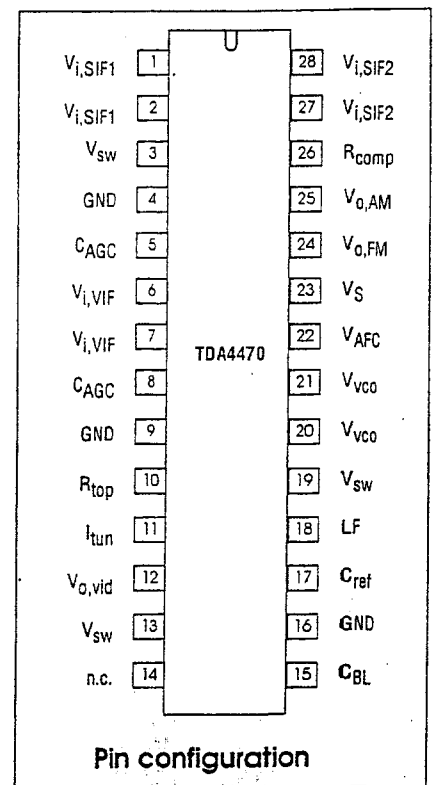 V_i,SIF1 1 28 V_i,SIF2
V_i,SIF1 2 27 V_i,SIF2
V_sw 3 26 R_comp
GND 4 25 V_o,AM
C_AGC 5 24 V_o,FM
V_i,VIF 6 23 V_S
V_i,VIF 7 22 V_AFC
TDA4470
C_AGC 8 21 V_vco
GND 9 20 V_vco
R_top 10 19 V_sw
I_tun 11 18 LF
V_o,vid 12 17 C_ref
V_sw 13 16 GND
n.c. 14 15 C_BL
Pin configuration